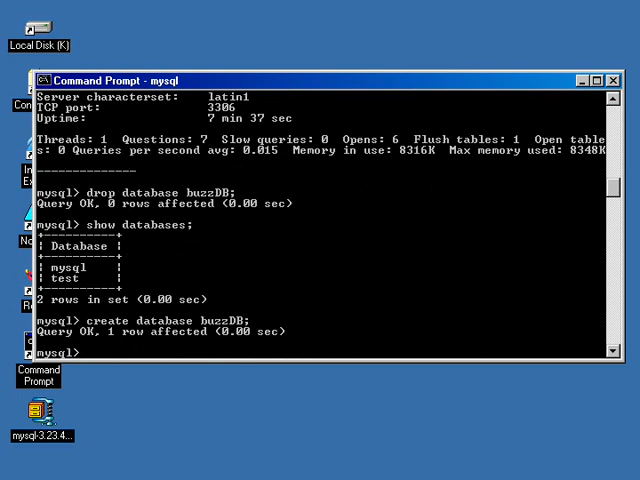 Local Disk (K)
Command Prompt - mysql
Con
Server characterset:    latin1
TCP port:               3306
Uptime:                 7 min 37 sec
Threads: 1  Questions: 7  Slow queries: 0  Opens: 6  Flush tables: 1  Open table
s: 0 Queries per second avg: 0.015  Memory in use: 8316K  Max memory used: 8348K
--------------
mysql> drop database buzzDB;
Query OK, 0 rows affected (0.00 sec)
mysql> show databases;
+----------+
| Database |
+----------+
| mysql    |
| test     |
+----------+
2 rows in set (0.00 sec)
mysql> create database buzzDB;
Query OK, 1 row affected (0.00 sec)
mysql>
In
Ex
No
Command
Prompt
mysql-3.23.4...